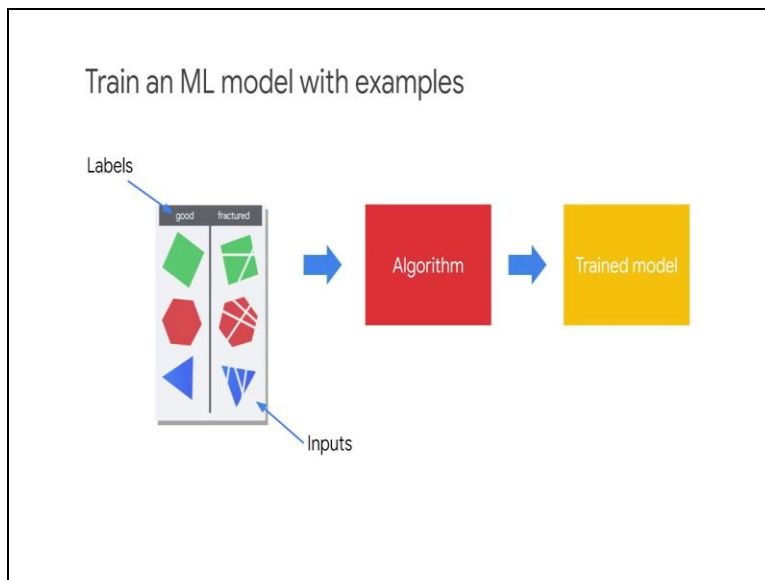 Train an ML model with examples
Labels
good fractured
Algorithm
Trained model
Inputs